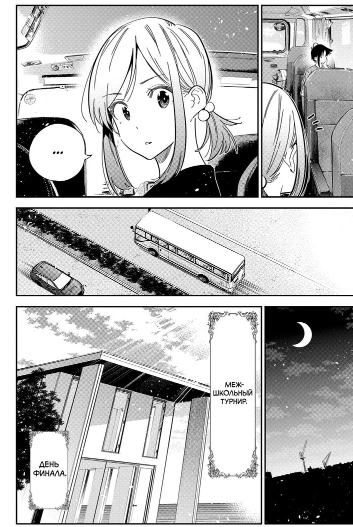 ...
МЕЖ-
ШКОЛЬНЫЙ
ТУРНИР.
ДЕНЬ
ФИНАЛА.